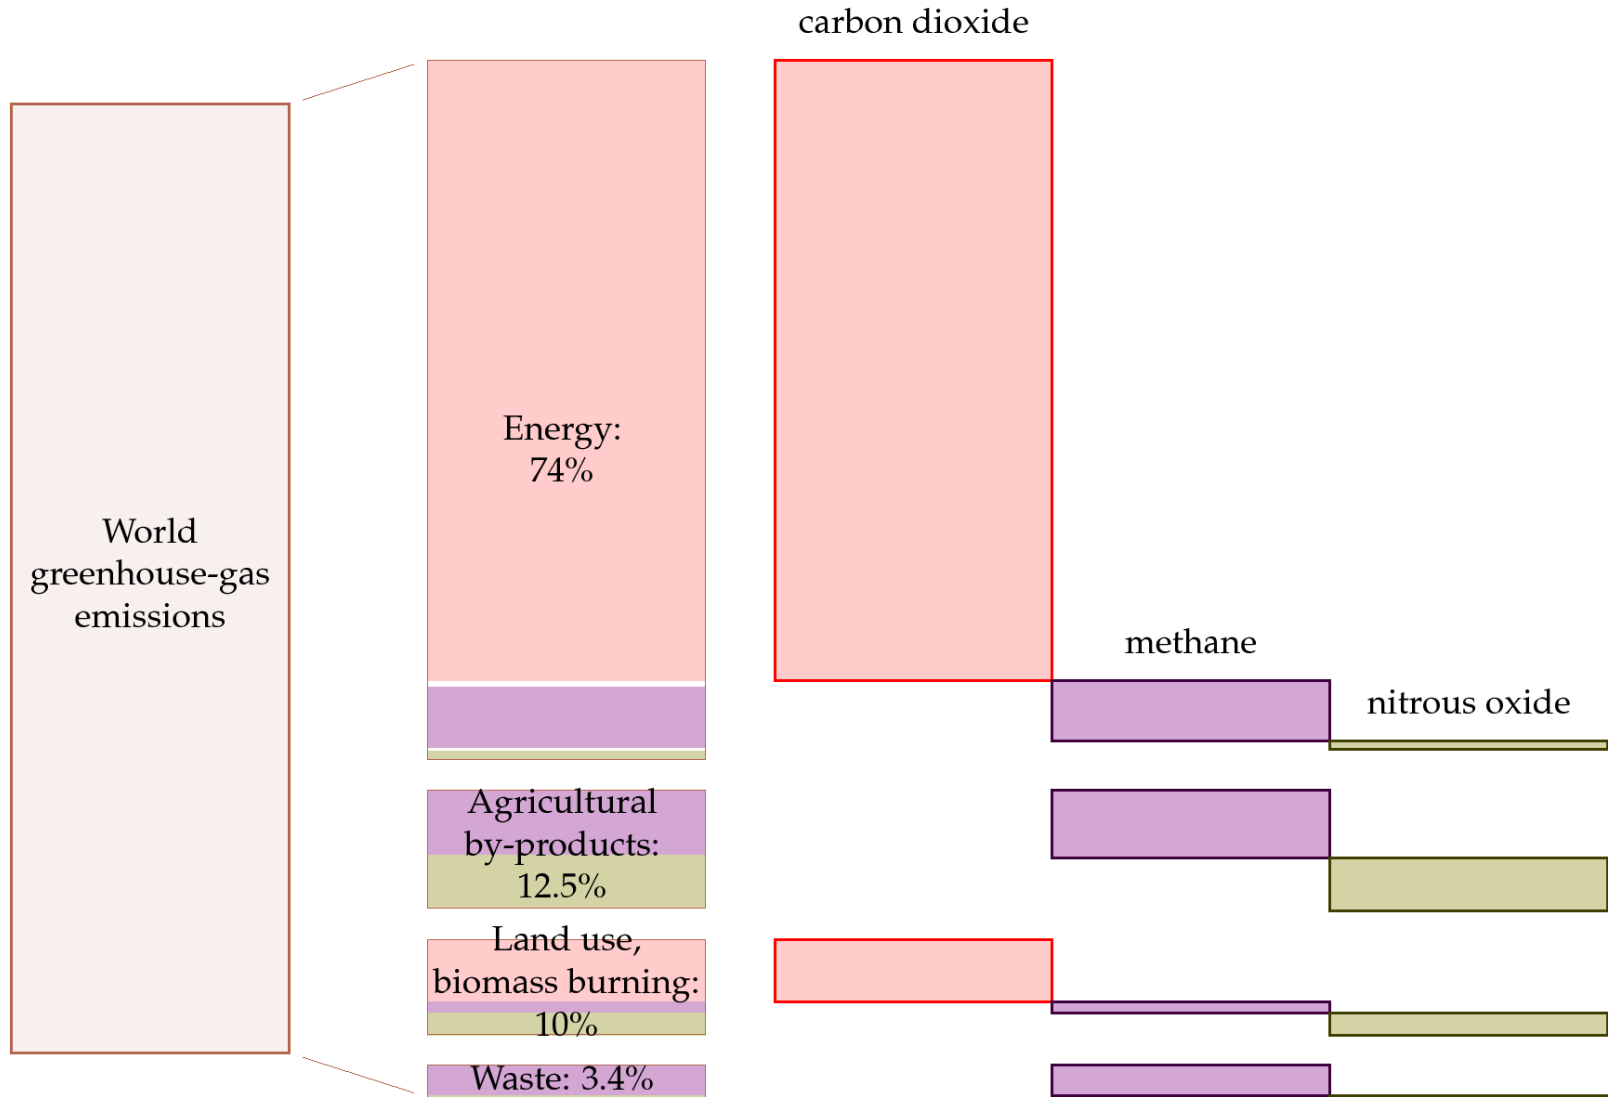 carbon dioxide
Energy:
74%
World
greenhouse-gas
emissions
methane
nitrous oxide
Agricultural
by-products:
12.5%
Land use,
biomass burning:
10%
Waste: 3.4%